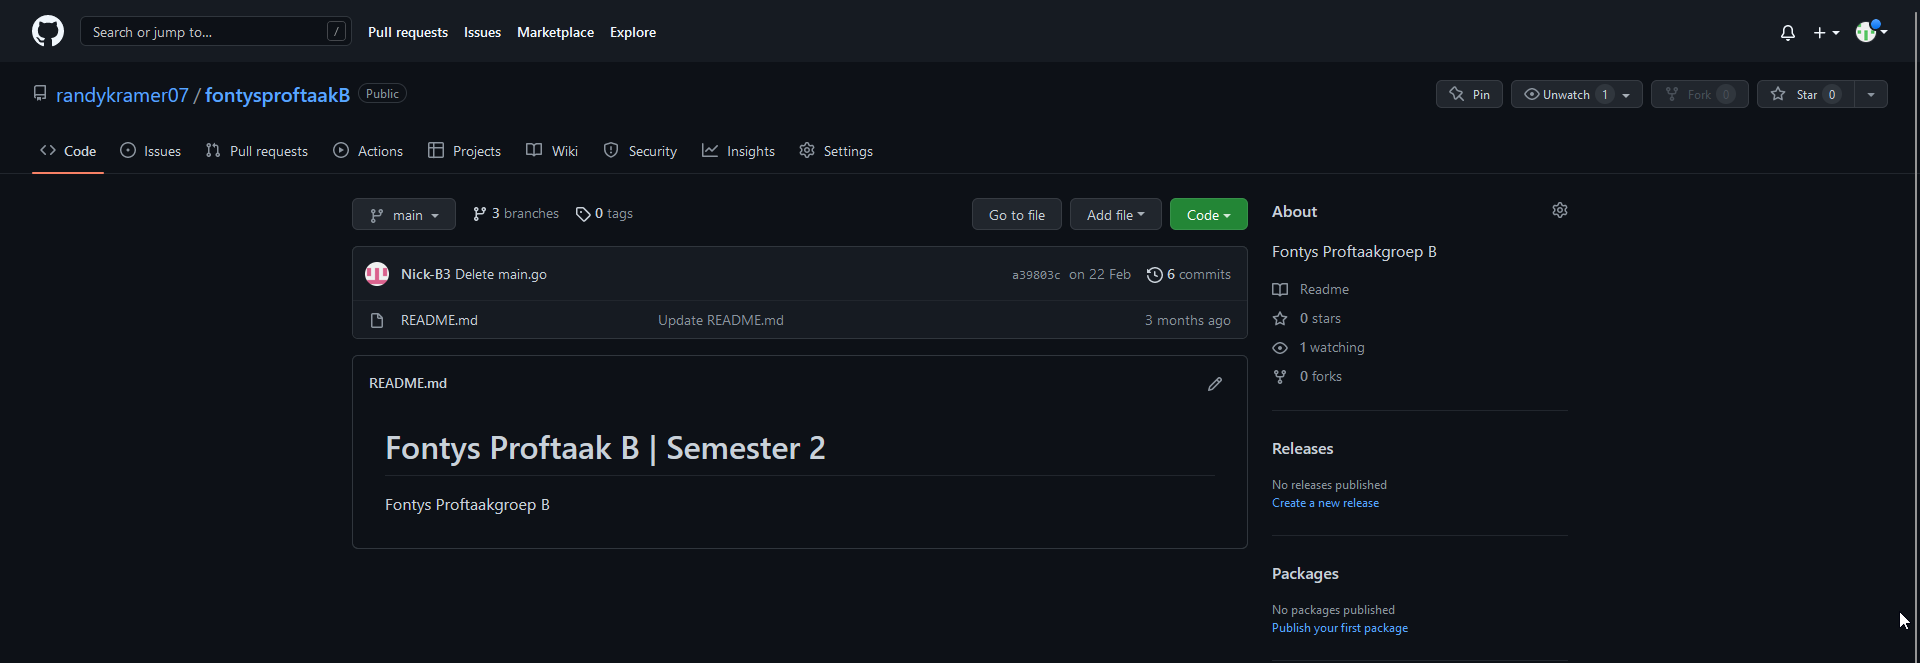 Search or jump to... /
Pull requests Issues Marketplace Explore
randykramer07 / fontysproftaakB Public
Pin Unwatch 1 Fork 0 Star 0
Code Issues Pull requests Actions Projects Wiki Security Insights Settings
main 3 branches 0 tags Go to file Add file Code
Nick-B3 Delete main.go a39803c on 22 Feb 6 commits
README.md Update README.md 3 months ago
README.md
Fontys Proftaak B | Semester 2
Fontys Proftaakgroep B
About
Fontys Proftaakgroep B
Readme
0 stars
1 watching
0 forks
Releases
No releases published
Create a new release
Packages
No packages published
Publish your first package